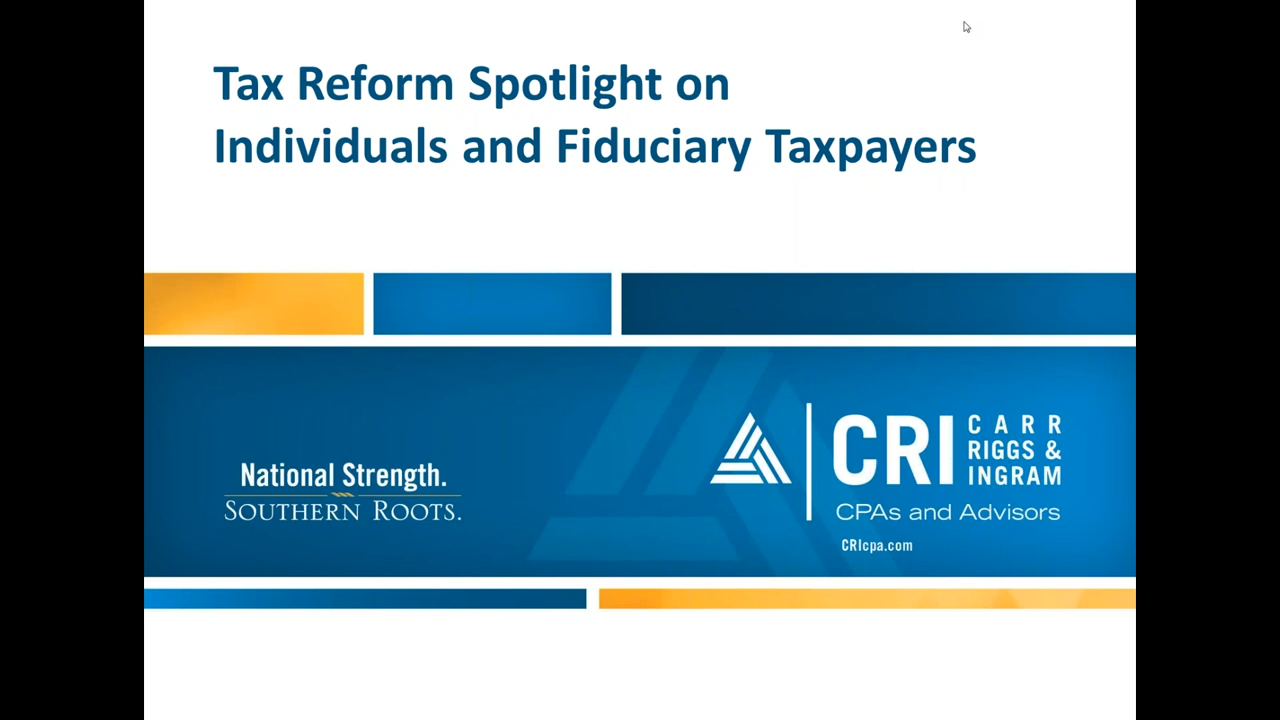 Tax Reform Spotlight on
Individuals and Fiduciary Taxpayers
National Strength.
SOUTHERN ROOTS.
CRI
CARR
RIGGS &
INGRAM
CPAs and Advisors
CRIcpa.com